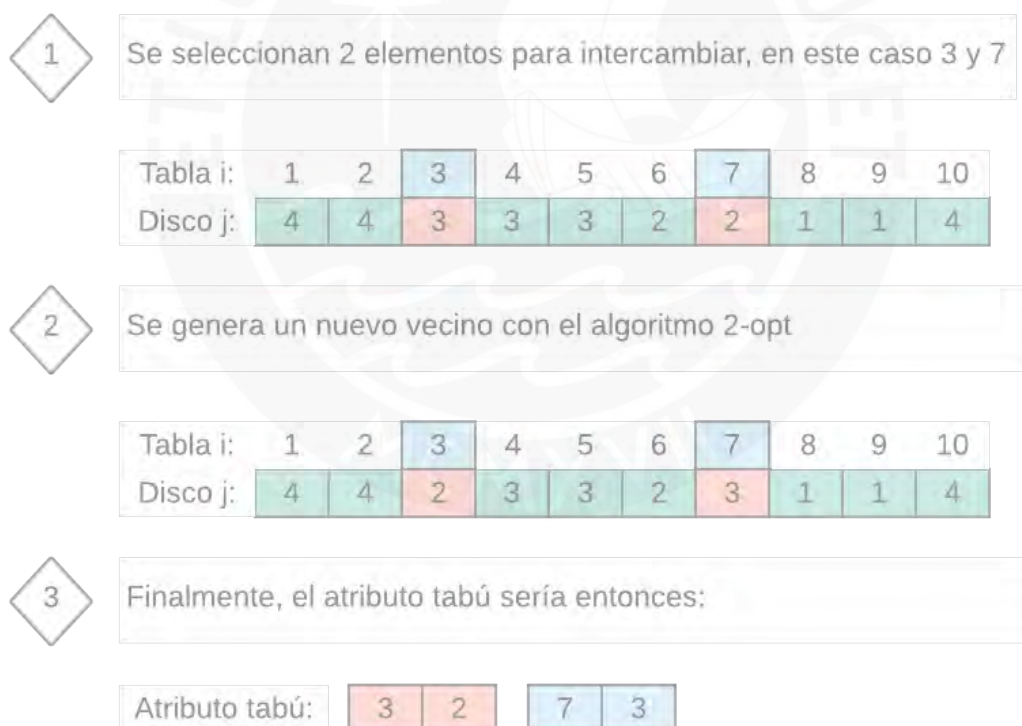 1 Se seleccionan 2 elementos para intercambiar, en este caso 3 y 7
Tabla i: 1 2 3 4 5 6 7 8 9 10
Disco j: 4 4 3 3 3 2 2 1 1 4
2 Se genera un nuevo vecino con el algoritmo 2-opt
Tabla i: 1 2 3 4 5 6 7 8 9 10
Disco j: 4 4 2 3 3 2 3 1 1 4
3 Finalmente, el atributo tabú sería entonces:
Atributo tabú: 3 2 7 3